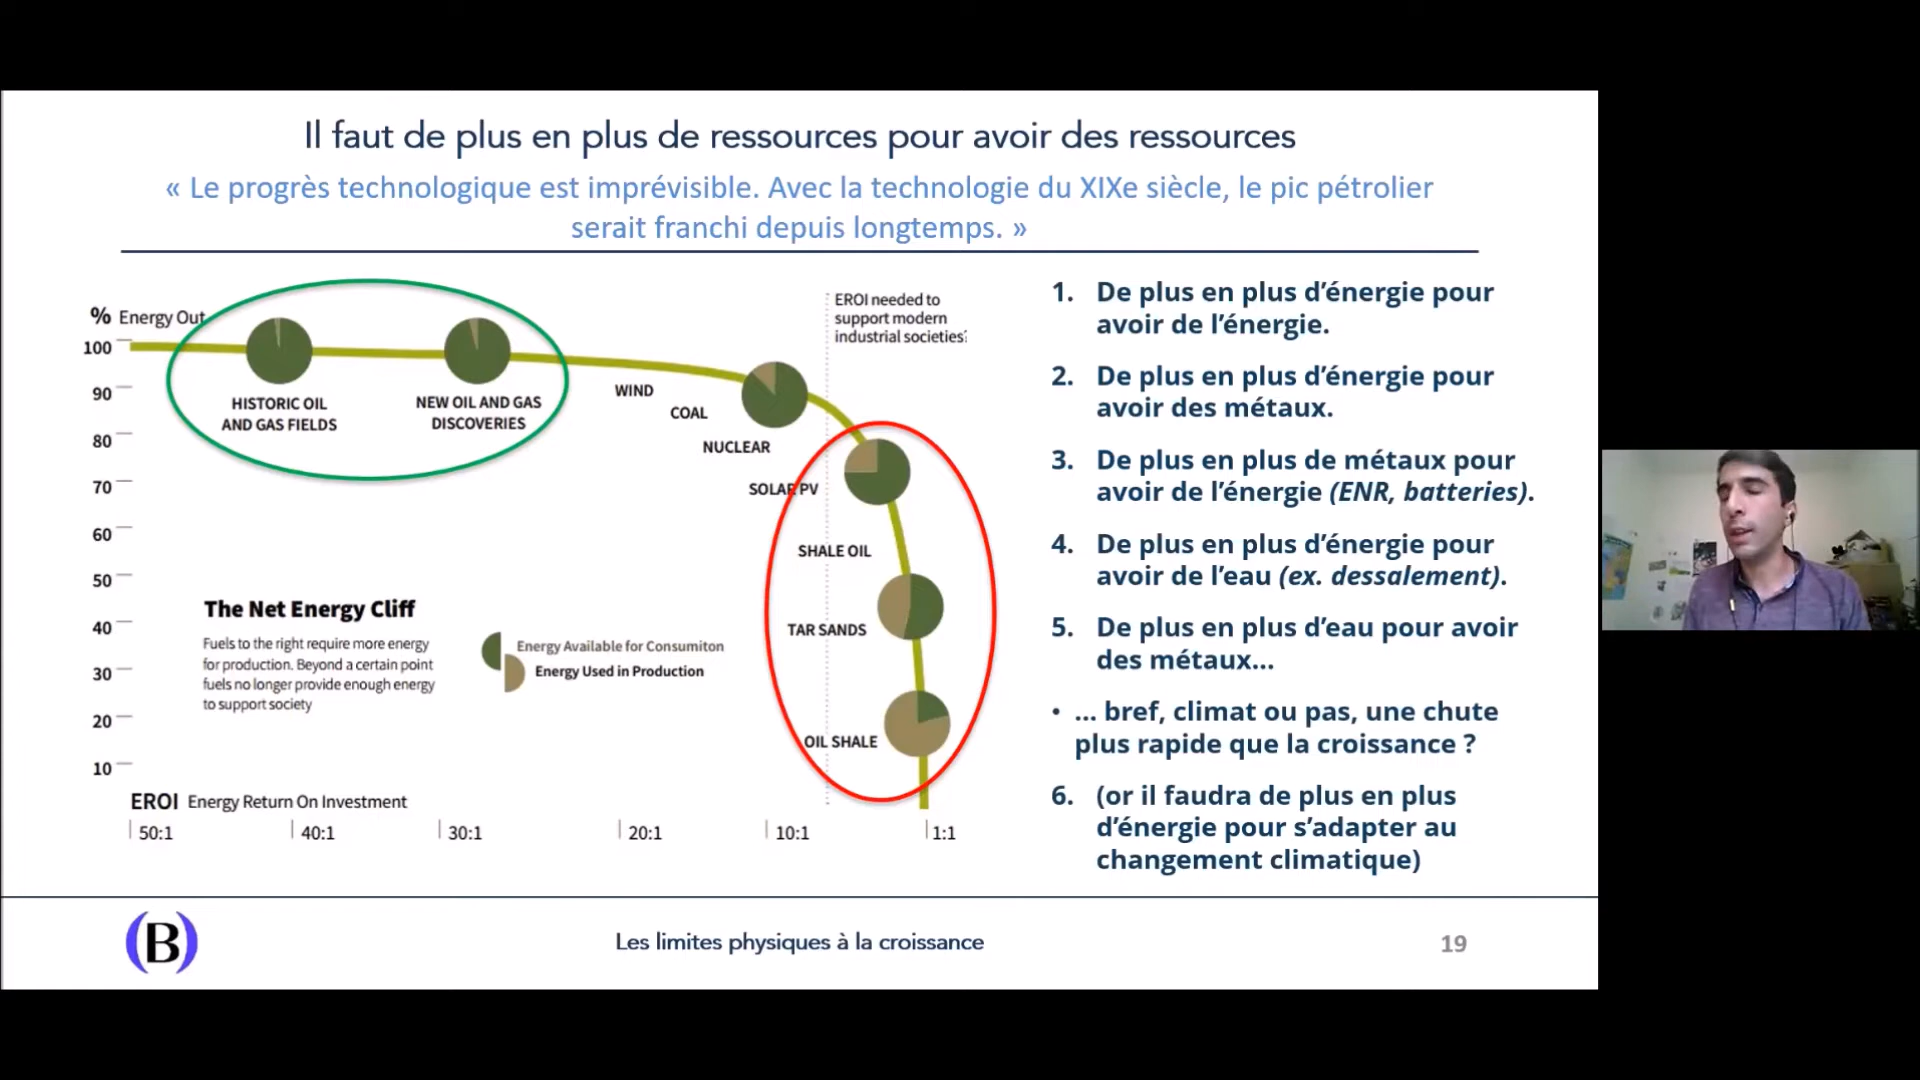 Il faut de plus en plus de ressources pour avoir des ressources
« Le progrès technologique est imprévisible. Avec la technologie du XIXe siècle, le pic pétrolier
serait franchi depuis longtemps. »
% Energy Out
100
90
80
70
60
50
40
30
20
10
HISTORIC OIL
AND GAS FIELDS
NEW OIL AND GAS
DISCOVERIES
WIND
COAL
NUCLEAR
SOLAR PV
SHALE OIL
TAR SANDS
OIL SHALE
EROI needed to
support modern
industrial societies
The Net Energy Cliff
Fuels to the right require more energy
for production. Beyond a certain point
fuels no longer provide enough energy
to support society
Energy Available for Consumiton
Energy Used in Production
EROI Energy Return On Investment
50:1
40:1
30:1
20:1
10:1
1:1
1. De plus en plus d’énergie pour
avoir de l’énergie.
2. De plus en plus d’énergie pour
avoir des métaux.
3. De plus en plus de métaux pour
avoir de l’énergie (ENR, batteries).
4. De plus en plus d’énergie pour
avoir de l’eau (ex. dessalement).
5. De plus en plus d’eau pour avoir
des métaux…
• … bref, climat ou pas, une chute
plus rapide que la croissance ?
6. (or il faudra de plus en plus
d’énergie pour s’adapter au
changement climatique)
(B)
Les limites physiques à la croissance
19